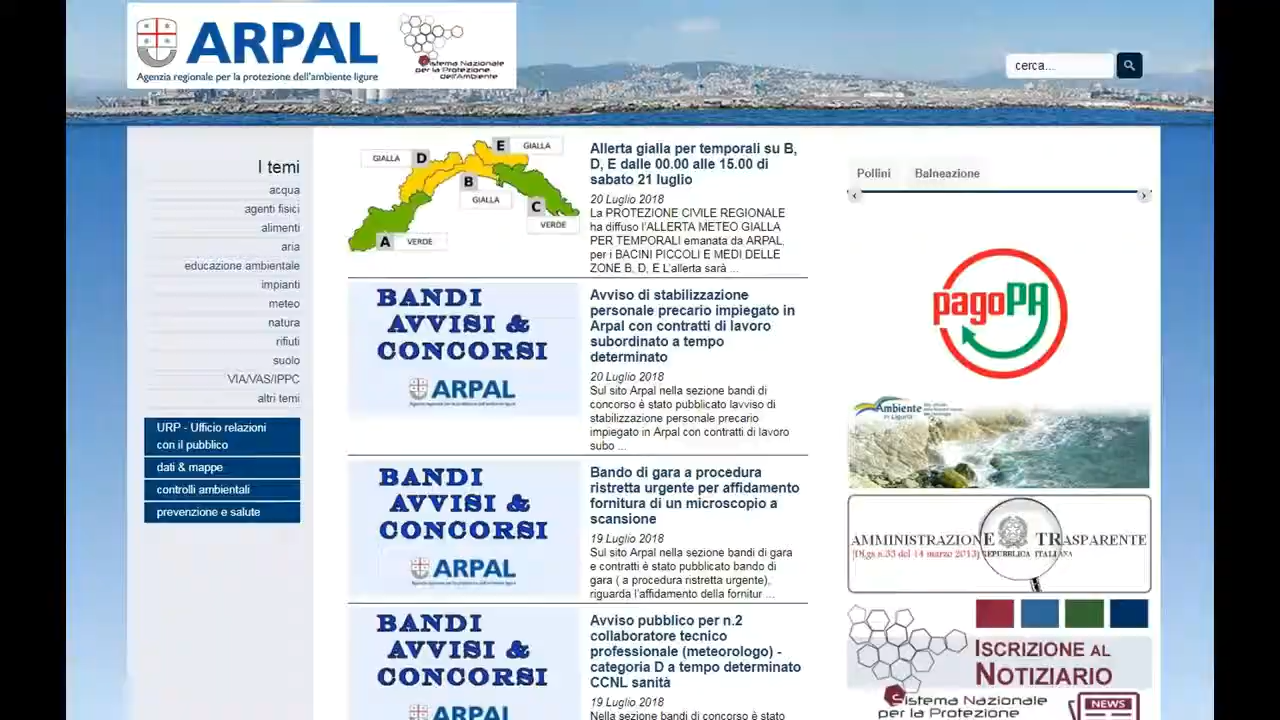 ARPAL
Agenzia regionale per la protezione dell'ambiente ligure
Sistema Nazionale
per la Protezione
dell'Ambiente
cerca...
I temi
acqua
agenti fisici
alimenti
aria
educazione ambientale
impianti
meteo
natura
rifiuti
suolo
VIA/VAS/IPPC
altri temi
URP - Ufficio relazioni
con il pubblico
dati & mappe
controlli ambientali
prevenzione e salute
GIALLA D
E GIALLA
B
GIALLA
C
VERDE
A VERDE
Allerta gialla per temporali su B,
D, E dalle 00.00 alle 15.00 di
sabato 21 luglio
20 Luglio 2018
La PROTEZIONE CIVILE REGIONALE
ha diffuso l'ALLERTA METEO GIALLA
PER TEMPORALI emanata da ARPAL,
per i BACINI PICCOLI E MEDI DELLE
ZONE B, D, E L'allerta sarà ...
BANDI
AVVISI &
CONCORSI
ARPAL
Avviso di stabilizzazione
personale precario impiegato in
Arpal con contratti di lavoro
subordinato a tempo
determinato
20 Luglio 2018
Sul sito Arpal nella sezione bandi di
concorso è stato pubblicato lavviso di
stabilizzazione personale precario
impiegato in Arpal con contratti di lavoro
subo ...
BANDI
AVVISI &
CONCORSI
ARPAL
Bando di gara a procedura
ristretta urgente per affidamento
fornitura di un microscopio a
scansione
19 Luglio 2018
Sul sito Arpal nella sezione bandi di gara
e contratti è stato pubblicato bando di
gara ( a procedura ristretta urgente),
riguarda l'affidamento della fornitur ...
BANDI
AVVISI &
CONCORSI
ARPAL
Avviso pubblico per n.2
collaboratore tecnico
professionale (meteorologo) -
categoria D a tempo determinato
CCNL sanità
19 Luglio 2018
Nella sezione bandi di concorso è stato
Pollini
Balneazione
pagoPA
Ambiente
in Liguria
AMMINISTRAZIONE TRASPARENTE
(Dlgs n.33 del 14 marzo 2013) REPUBBLICA ITALIANA
ISCRIZIONE AL
NOTIZIARIO
Sistema Nazionale
per la Protezione
NEWS